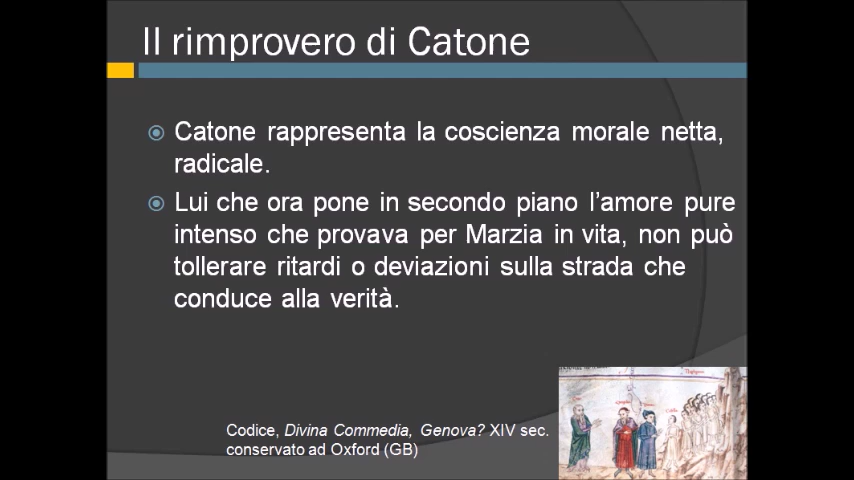 Il rimprovero di Catone
Catone rappresenta la coscienza morale netta,
radicale.
Lui che ora pone in secondo piano l’amore pure
intenso che provava per Marzia in vita, non può
tollerare ritardi o deviazioni sulla strada che
conduce alla verità.
Codice, Divina Commedia, Genova? XIV sec.
conservato ad Oxford (GB)